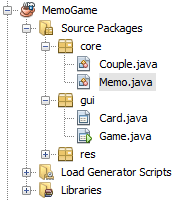 MemoGame
Source Packages
core
Couple.java
Memo.java
gui
Card.java
Game.java
res
Load Generator Scripts
Libraries